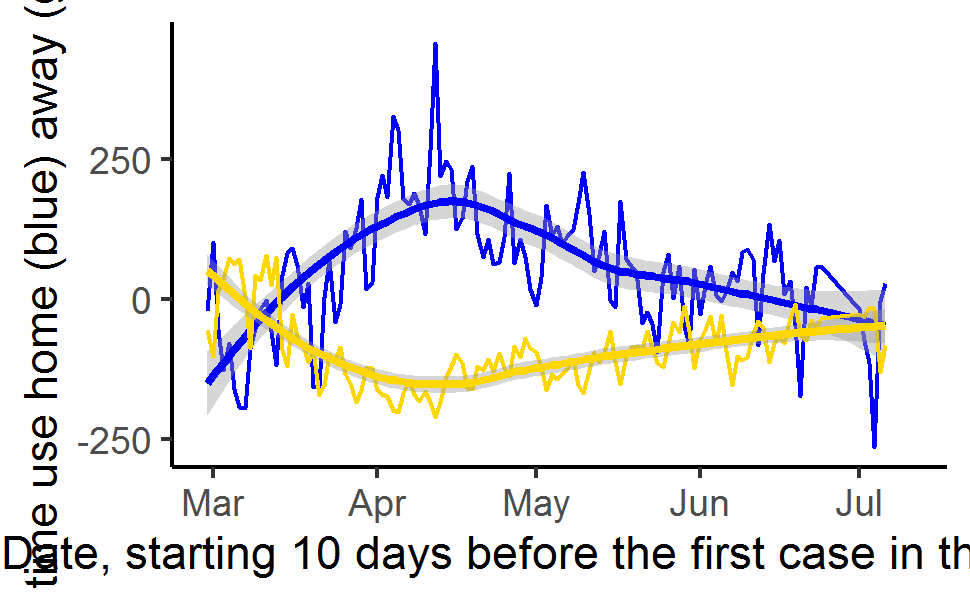 time use home (blue) away (
250
0
-250
Mar Apr May Jun Jul
Date, starting 10 days before the first case in th